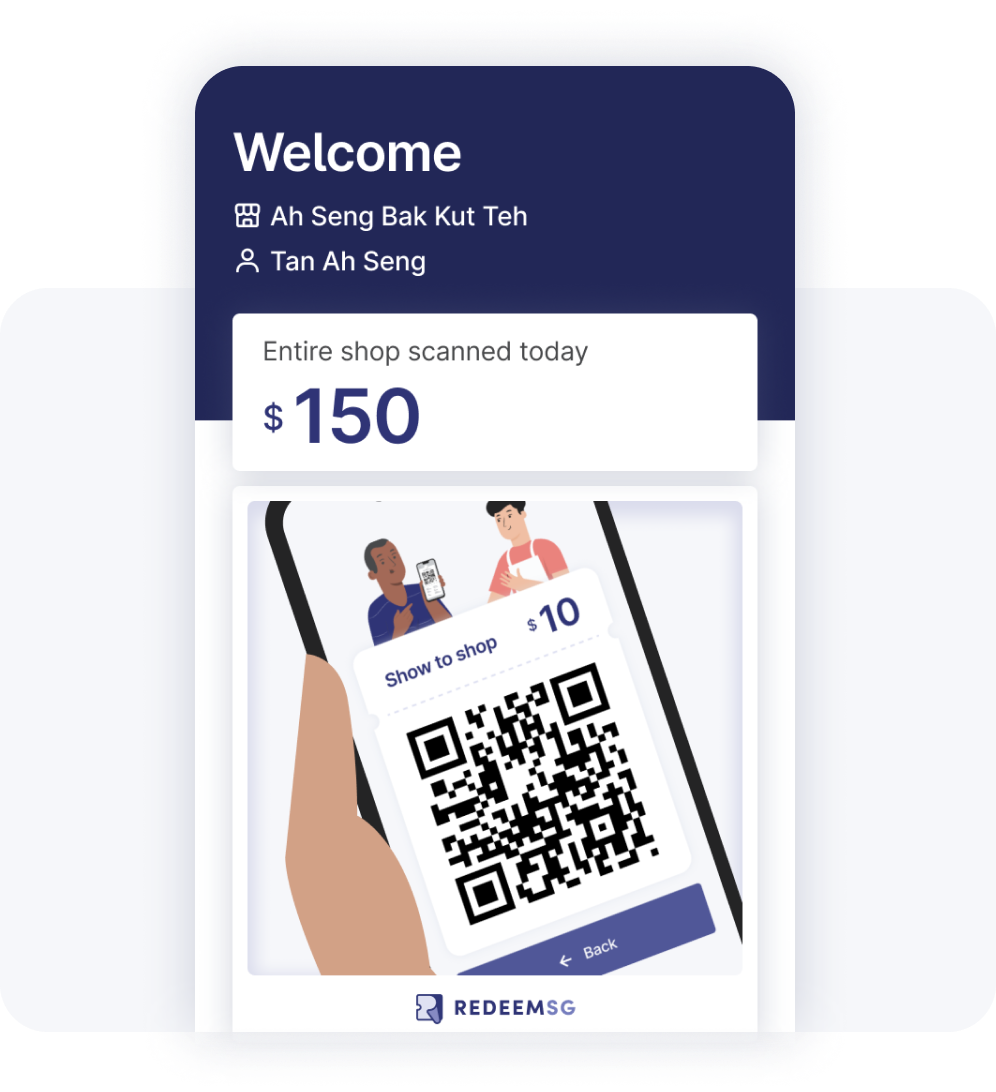 Welcome
Ah Seng Bak Kut Teh
Tan Ah Seng
Entire shop scanned today
$ 150
Show to shop $ 10
← Back
REDEEMSG